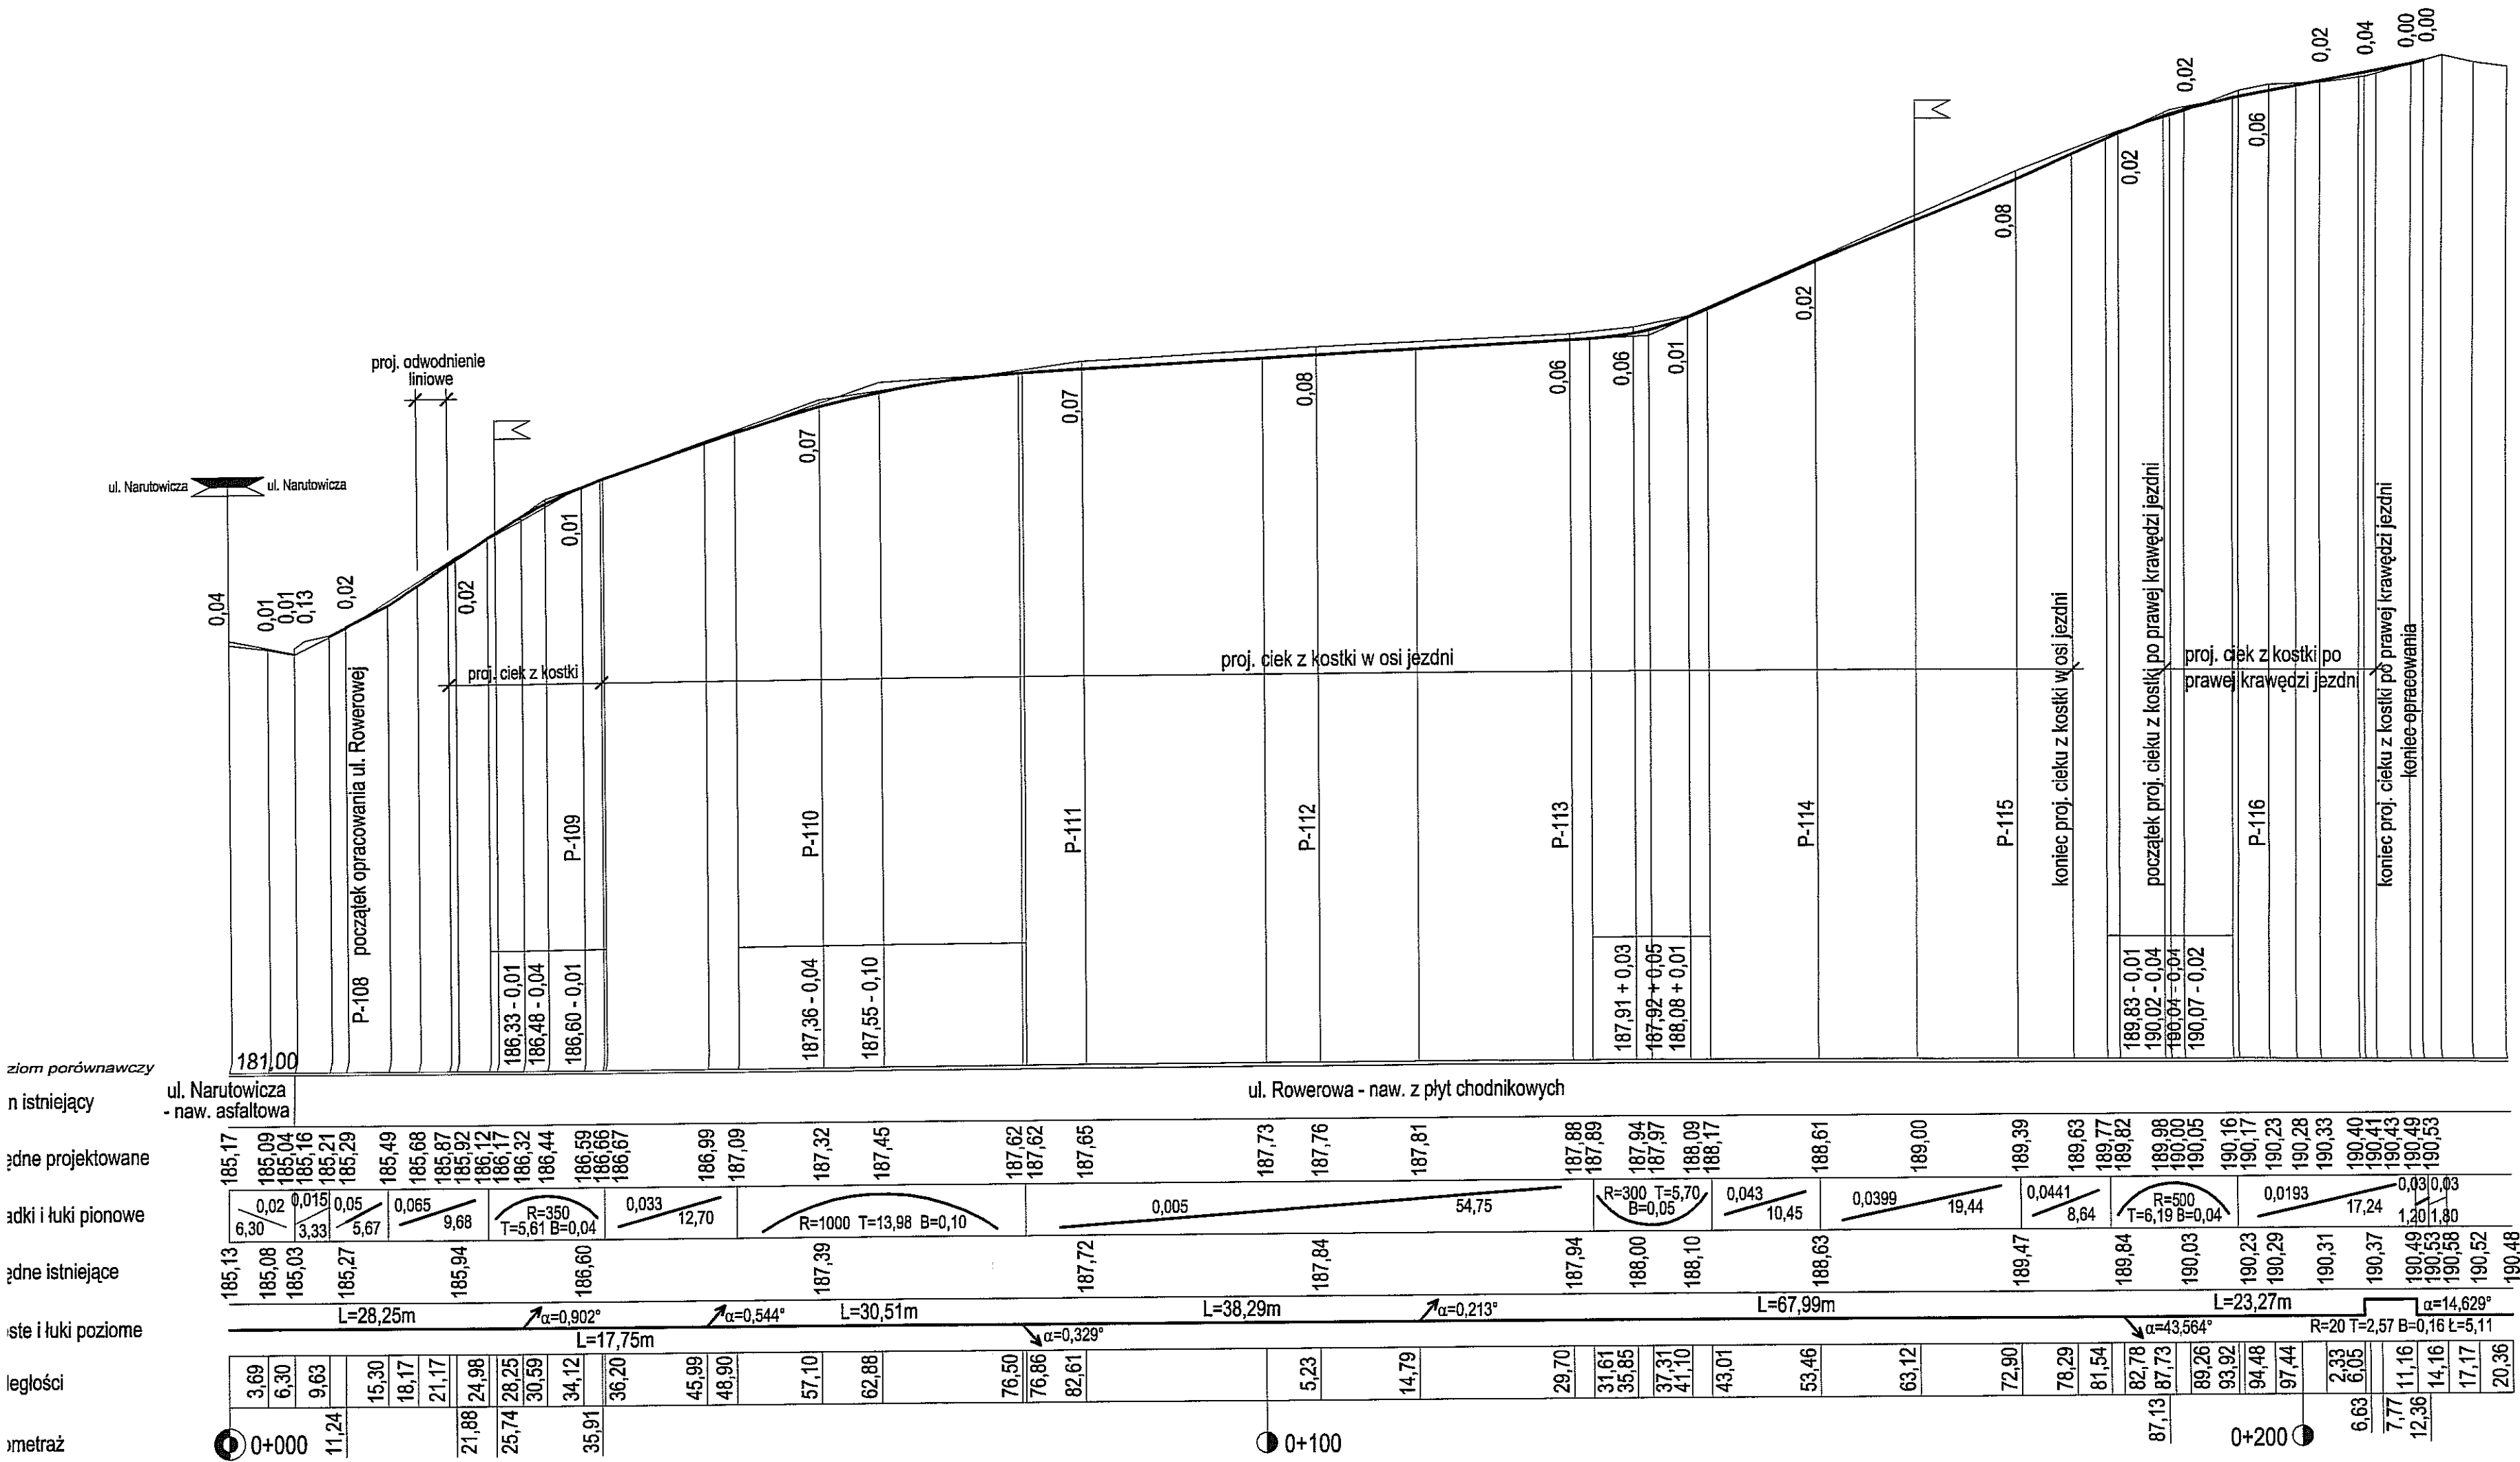 0,02
0,04
0,00
0,00
0,02
0,06
0,02
0,08
0,02
0,01
0,06
0,06
0,08
0,07
0,07
0,01
0,02
0,02
0,13
0,01
0,01
0,04
proj. odwodnienie
liniowe
ul. Narutowicza
ul. Narutowicza
proj. ciek z kostki
proj. ciek z kostki w osi jezdni
proj. ciek z kostki po
prawej krawędzi jezdni
P-108 początek opracowania ul. Rowerowej
P-109
P-110
P-111
P-112
P-113
P-114
P-115
koniec proj. cieku z kostki w osi jezdni
początek proj. cieku z kostki po prawej krawędzi jezdni
P-116
koniec proj. cieku z kostki po prawej krawędzi jezdni
koniec opracowania
186,33 - 0,01
186,48 - 0,04
186,60 - 0,01
187,36 - 0,04
187,55 - 0,10
187,91 + 0,03
187,92 + 0,05
188,08 + 0,01
189,83 - 0,01
190,02 - 0,04
190,04 - 0,04
190,07 - 0,02
ziom porównawczy
181,00
n istniejący
ul. Narutowicza
- naw. asfaltowa
ul. Rowerowa - naw. z płyt chodnikowych
ędne projektowane
185,17 185,09 185,04 185,16 185,21 185,29 185,49 185,68 185,87 185,92 186,12 186,17 186,32 186,44 186,59 186,66 186,67 186,99 187,09 187,32 187,45 187,62 187,62 187,65 187,73 187,76 187,81 187,88 187,89 187,94 187,97 188,09 188,17 188,61 189,00 189,39 189,63 189,77 189,82 189,98 190,00 190,05 190,16 190,17 190,23 190,28 190,33 190,40 190,41 190,43 190,49 190,53
adki i łuki pionowe
0,02 6,30
0,015 3,33
0,05 5,67
0,065 9,68
R=350
T=5,61 B=0,04
0,033 12,70
R=1000 T=13,98 B=0,10
0,005 54,75
R=300 T=5,70
B=0,05
0,043 10,45
0,0399 19,44
0,0441 8,64
R=500
T=6,19 B=0,04
0,0193 17,24
0,03 1,20
0,03 1,80
ędne istniejące
185,13 185,08 185,03 185,27 185,94 186,60 187,39 187,72 187,84 187,94 188,00 188,10 188,63 189,47 189,84 190,03 190,23 190,29 190,31 190,37 190,49 190,53 190,58 190,52 190,48
oste i łuki poziome
L=28,25m
α=0,902°
L=17,75m
α=0,544°
L=30,51m
α=0,329°
L=38,29m
α=0,213°
L=67,99m
α=43,564°
L=23,27m
α=14,629°
R=20 T=2,57 B=0,16 Ł=5,11
ległości
3,69 6,30 9,63 15,30 18,17 21,17 24,98 28,25 30,59 34,12 36,20 45,99 48,90 57,10 62,88 76,50 76,86 82,61 5,23 14,79 29,70 31,61 35,85 37,31 41,10 43,01 53,46 63,12 72,90 78,29 81,54 82,78 87,73 89,26 93,92 94,48 97,44 2,33 6,05 11,16 14,16 17,17 20,36
ometraż
0+000
11,24
21,88
25,74
35,91
0+100
87,13
0+200
6,63
7,77
12,36